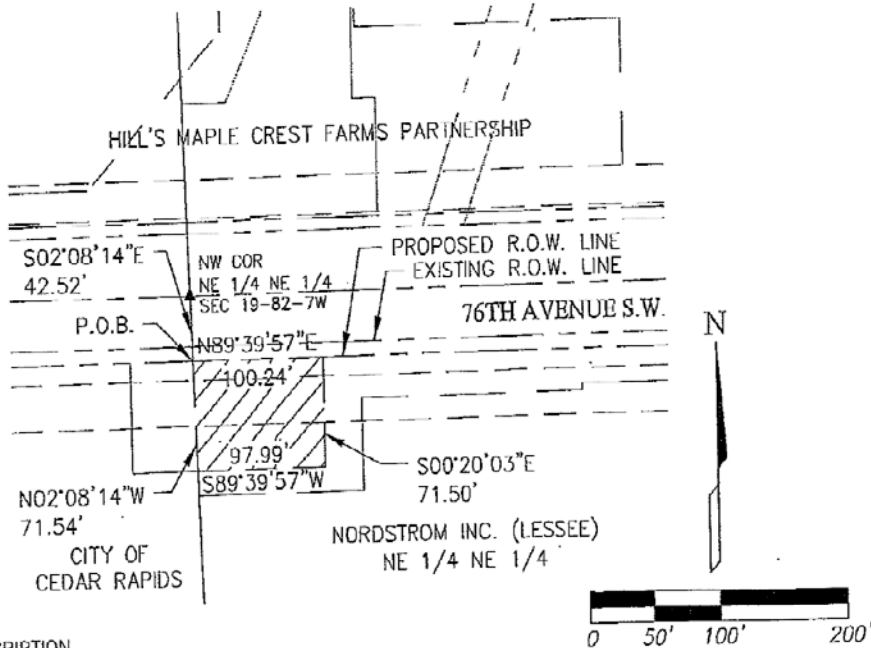 HILL'S MAPLE CREST FARMS PARTNERSHIP
S02°08'14"E
42.52'
NW COR
NE 1/4 NE 1/4
SEC 19-82-7W
PROPOSED R.O.W. LINE
EXISTING R.O.W. LINE
76TH AVENUE S.W.
P.O.B.
N89°39'57"E
100.24'
N
97.99'
S89°39'57"W
S00°20'03"E
71.50'
N02°08'14"W
71.54'
CITY OF
CEDAR RAPIDS
NORDSTROM INC. (LESSEE)
NE 1/4 NE 1/4
0 50' 100' 200'